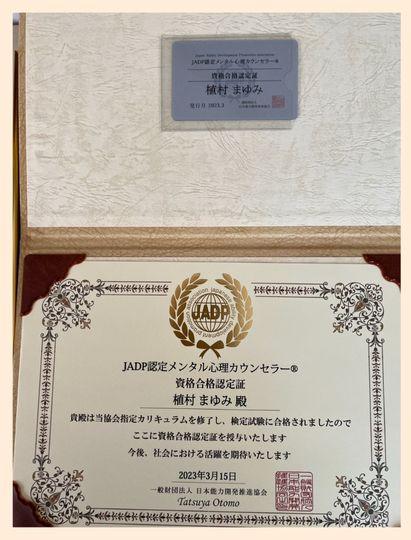 JADP認定メンタル心理カウンセラー®
資格合格認定証
植村 まゆみ
発行月 2023.3
JADP
JADP認定メンタル心理カウンセラー®
資格合格認定証
植村 まゆみ 殿
貴殿は当協会指定カリキュラムを修了し、検定試験に合格されましたので
ここに資格合格認定証を授与いたします
今後、社会における活躍を期待いたします
2023年3月15日
一般財団法人 日本能力開発推進協会
Tatsuya Otomo